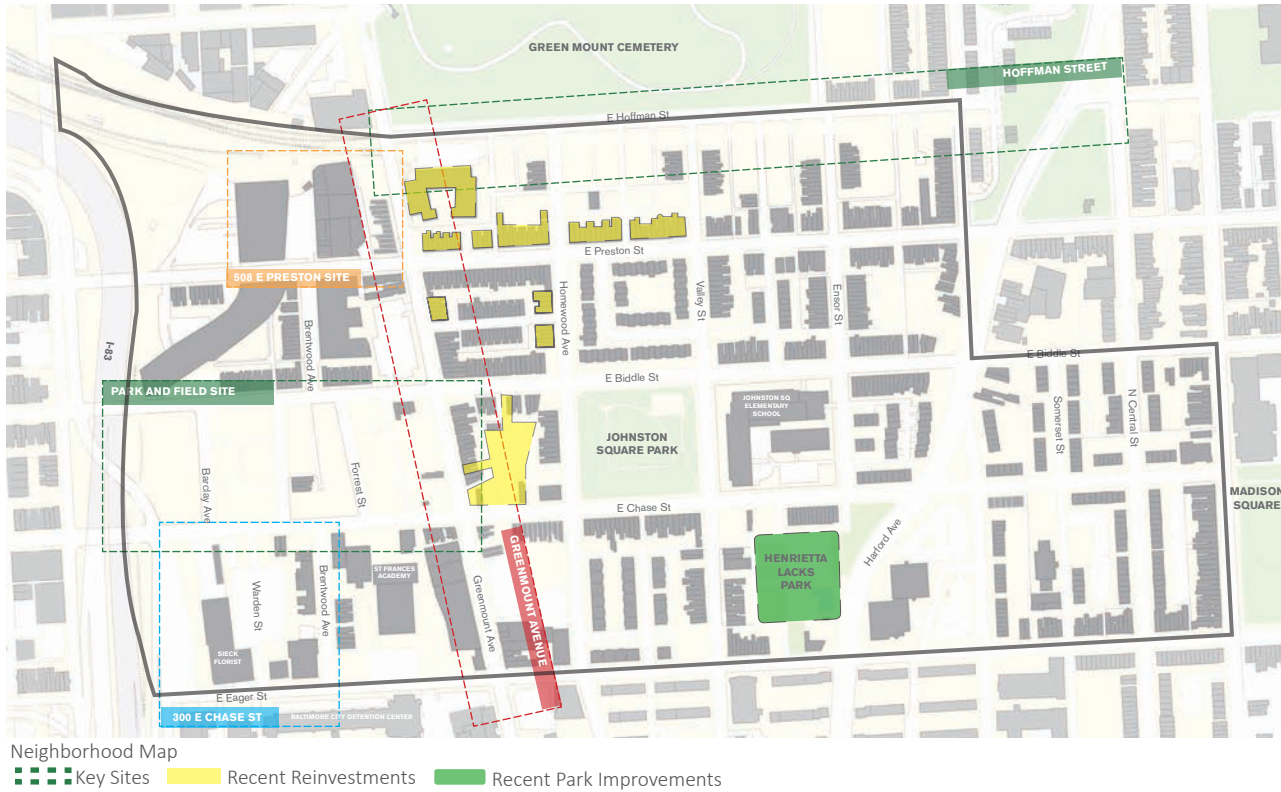 GREEN MOUNT CEMETERY
HOFFMAN STREET
E Hoffman St
508 E PRESTON SITE
E Preston St
Homewood Ave
Valley St
Ensor St
I-83
Brentwood Ave
E Biddle St
E Biddle St
PARK AND FIELD SITE
JOHNSTON SQ
ELEMENTARY
SCHOOL
Somerset St
N Central St
JOHNSTON
SQUARE PARK
Barclay Ave
Forrest St
MADISON
SQUARE
E Chase St
Harford Ave
GREENMOUNT AVENUE
HENRIETTA
LACKS
PARK
ST FRANCES
ACADEMY
Warden St
Brentwood Ave
Greenmount Ave
SIECK
FLORIST
E Eager St
300 E CHASE ST
BALTIMORE CITY DETENTION CENTER
Neighborhood Map
Key Sites
Recent Reinvestments
Recent Park Improvements